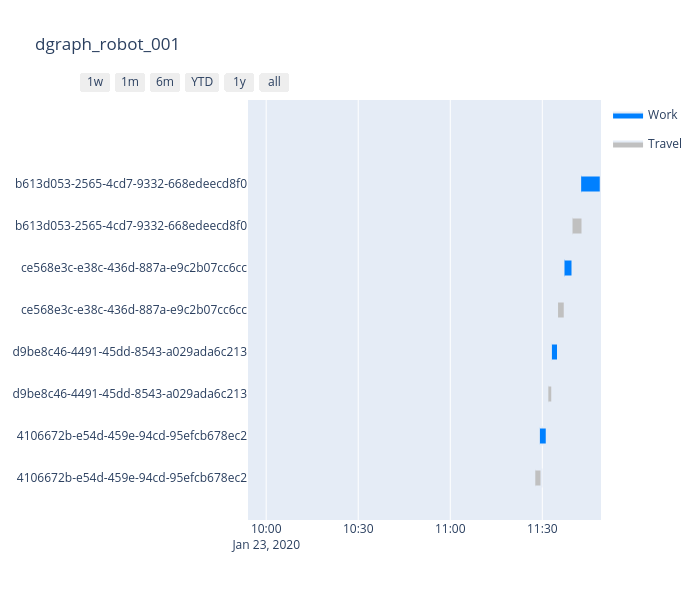 dgraph_robot_001
1w 1m 6m YTD 1y all
Work
Travel
b613d053-2565-4cd7-9332-668edeecd8f0
b613d053-2565-4cd7-9332-668edeecd8f0
ce568e3c-e38c-436d-887a-e9c2b07cc6cc
ce568e3c-e38c-436d-887a-e9c2b07cc6cc
d9be8c46-4491-45dd-8543-a029ada6c213
d9be8c46-4491-45dd-8543-a029ada6c213
4106672b-e54d-459e-94cd-95efcb678ec2
4106672b-e54d-459e-94cd-95efcb678ec2
10:00 10:30 11:00 11:30
Jan 23, 2020